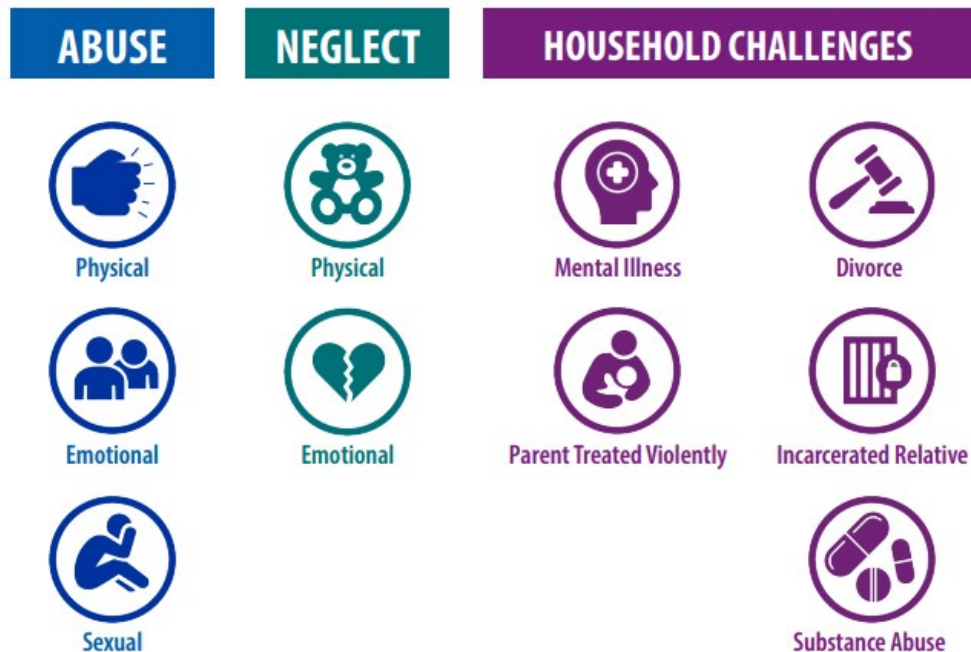 ABUSE
NEGLECT
HOUSEHOLD CHALLENGES
Physical
Physical
Mental Illness
Divorce
Emotional
Emotional
Parent Treated Violently
Incarcerated Relative
Sexual
Substance Abuse